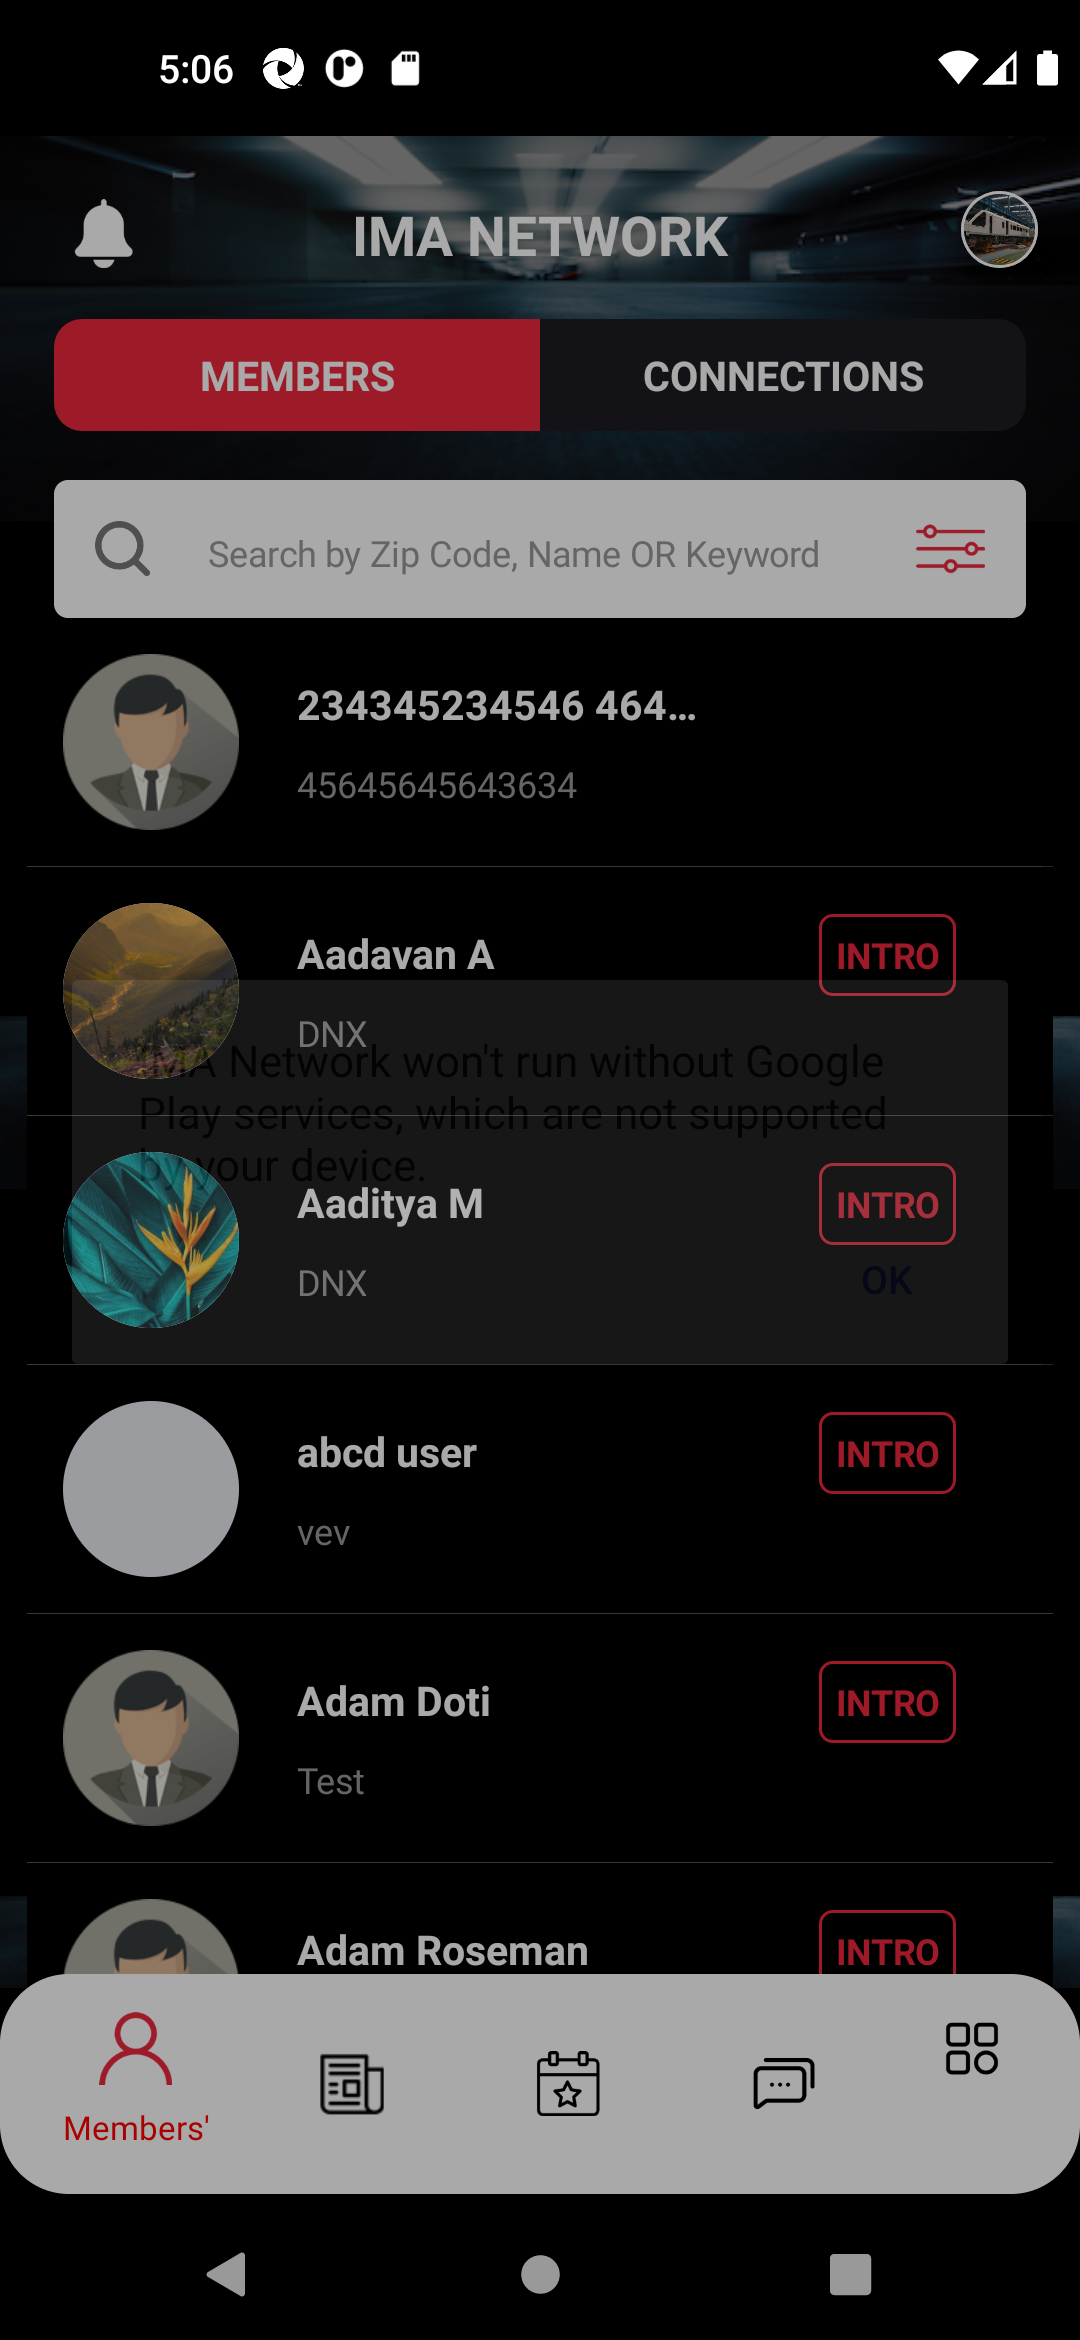 5:06
IMA NETWORK
MEMBERS
CONNECTIONS
Search by Zip Code, Name OR Keyword
234345234546 464...
45645645643634
Aadavan A
INTRO
DNX
IMA Network won't run without Google
Play services, which are not supported
by your device.
Aaditya M
INTRO
DNX
OK
abcd user
INTRO
vev
Adam Doti
INTRO
Test
Adam Roseman
INTRO
Members'